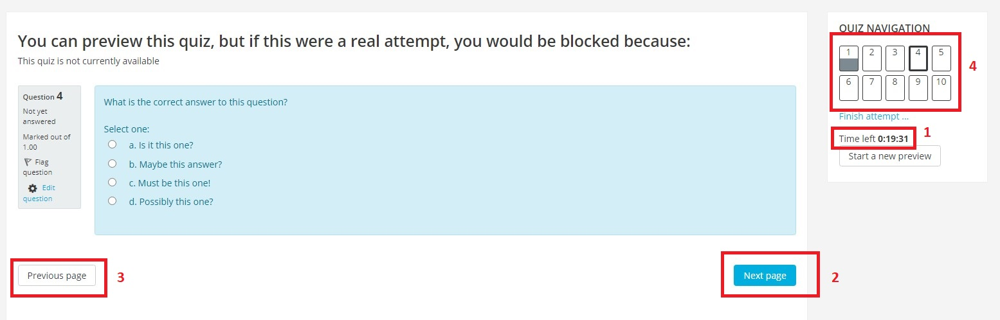 You can preview this quiz, but if this were a real attempt, you would be blocked because:
This quiz is not currently available
Question 4
Not yet
answered
Marked out of
1.00
Flag
question
Edit
question
What is the correct answer to this question?
Select one:
a. Is it this one?
b. Maybe this answer?
c. Must be this one!
d. Possibly this one?
Previous page
3
Next page
2
QUIZ NAVIGATION
1 2 3 4 5
6 7 8 9 10
4
Finish attempt ...
Time left 0:19:31
1
Start a new preview